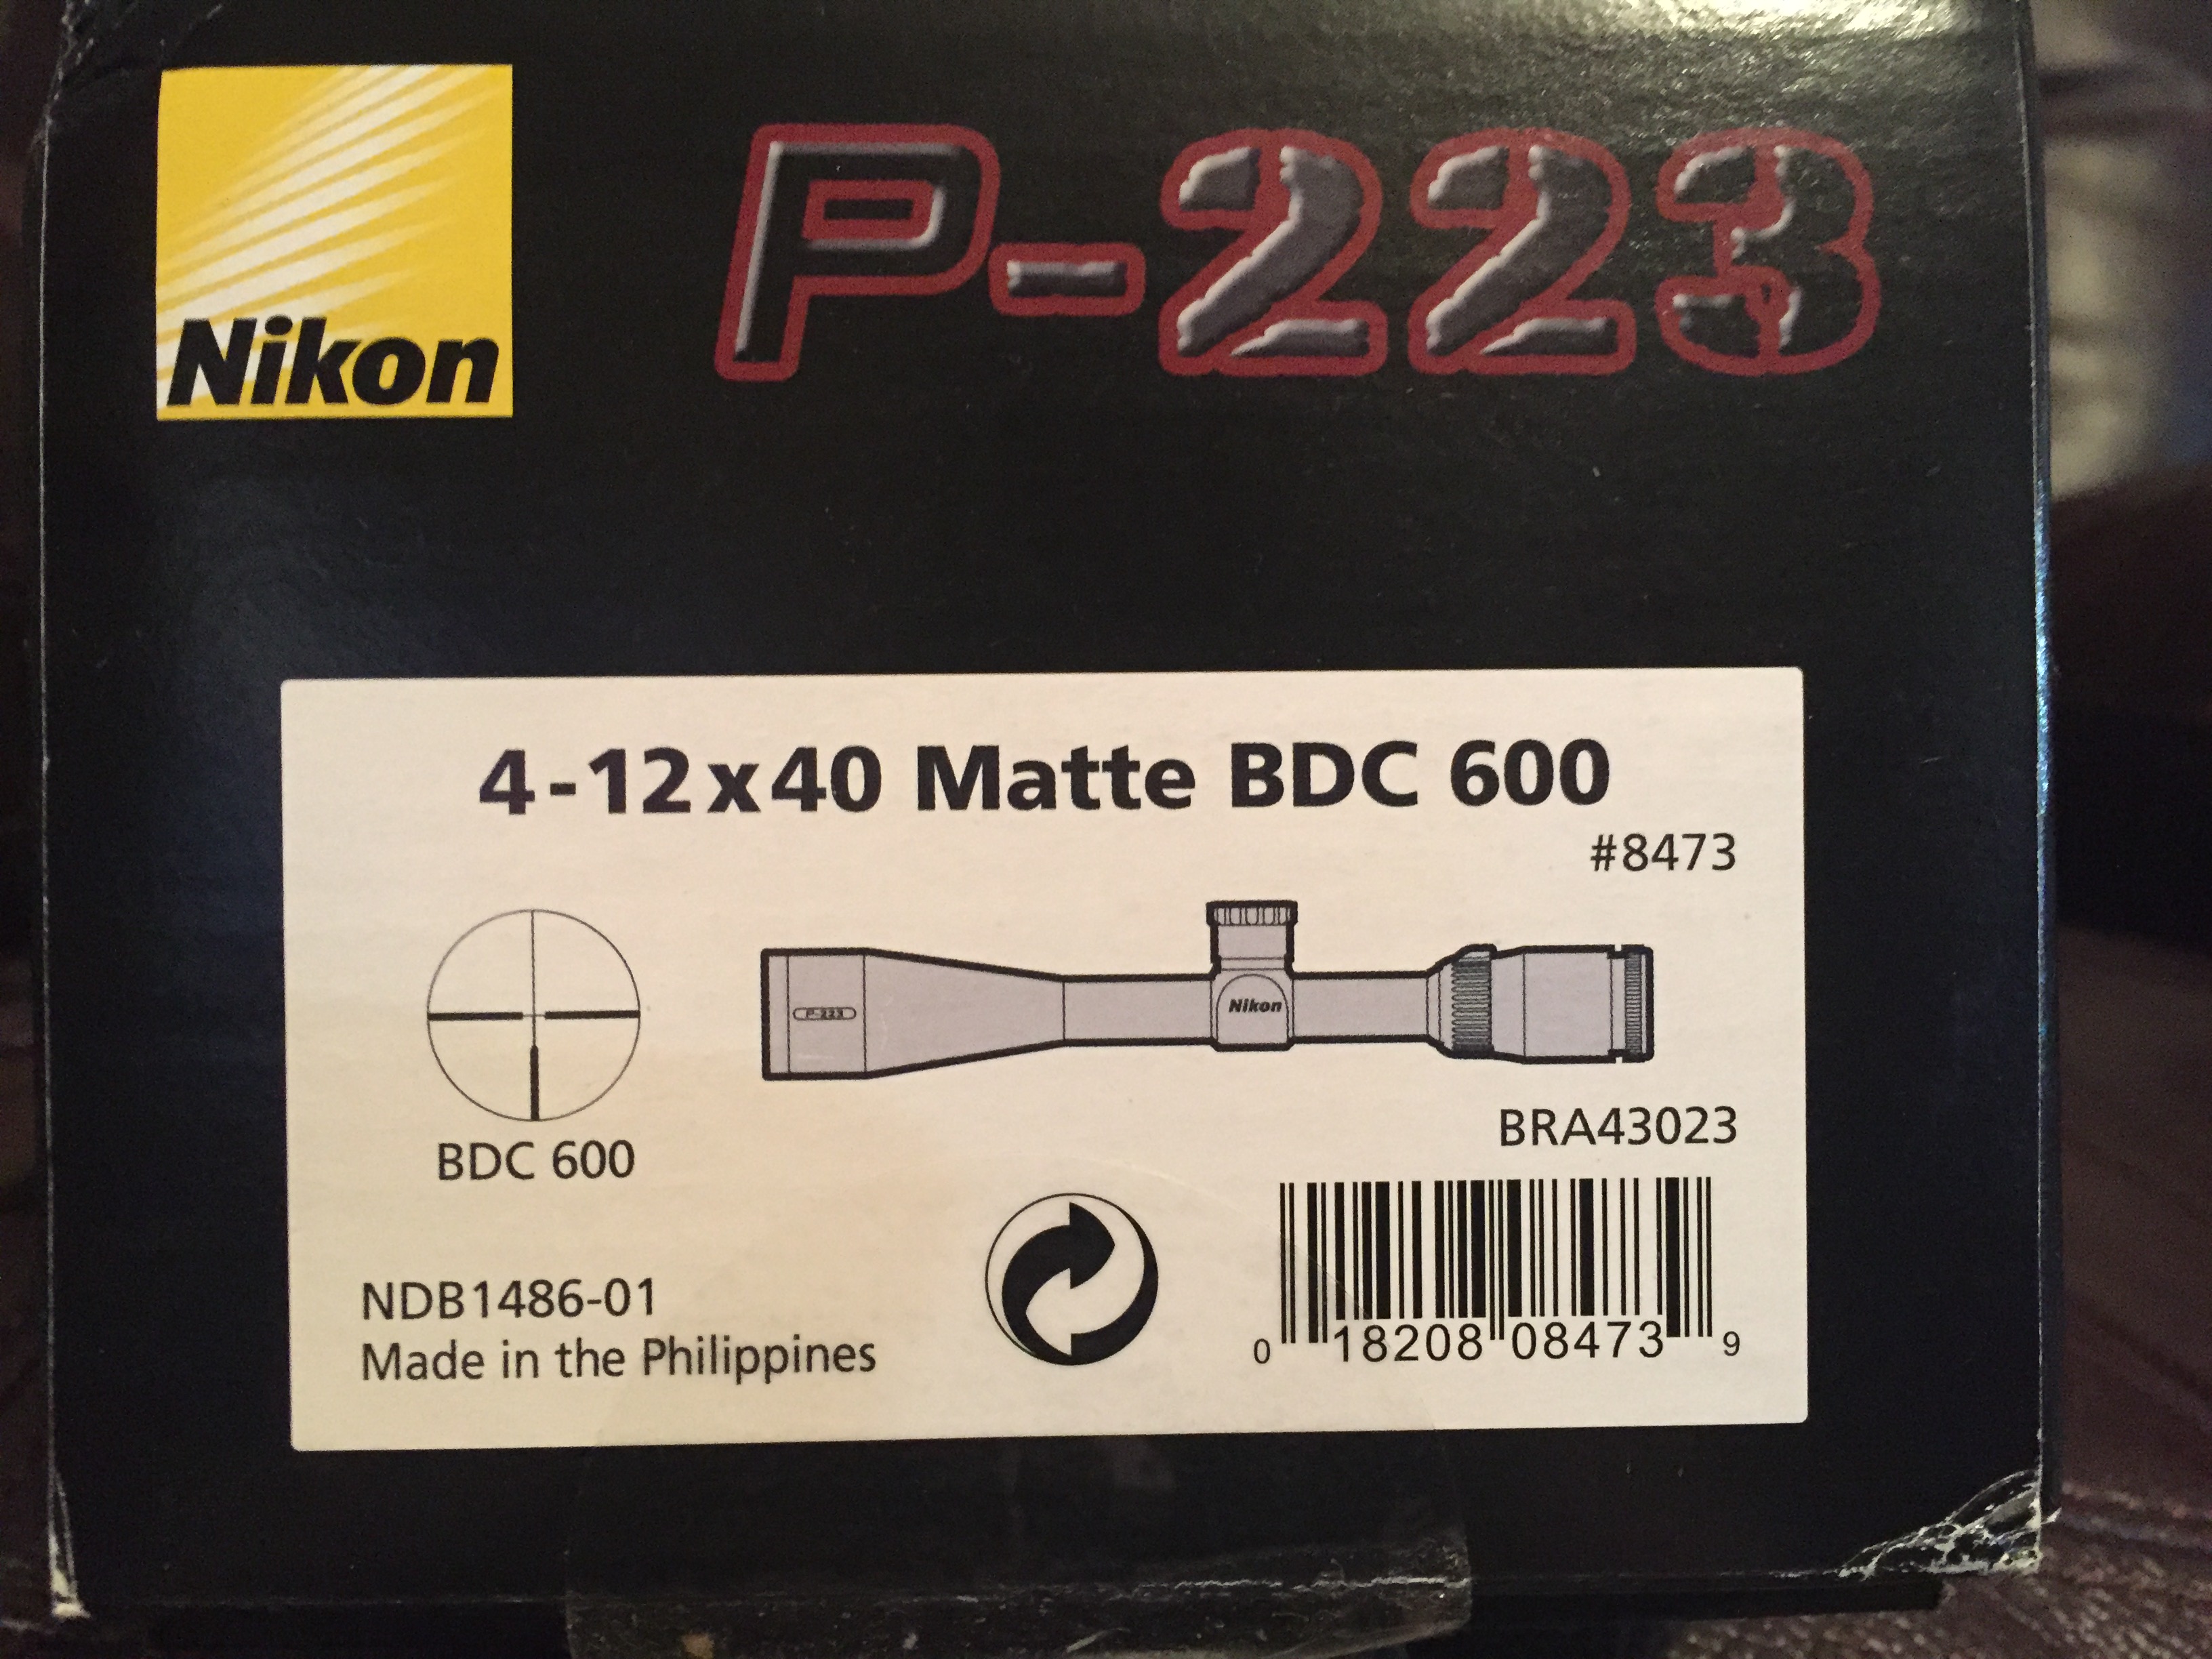 Nikon
P-223
4-12x40 Matte BDC 600
#8473
P-223
Nikon
BDC 600
BRA43023
NDB1486-01
Made in the Philippines
0 18208 08473 9